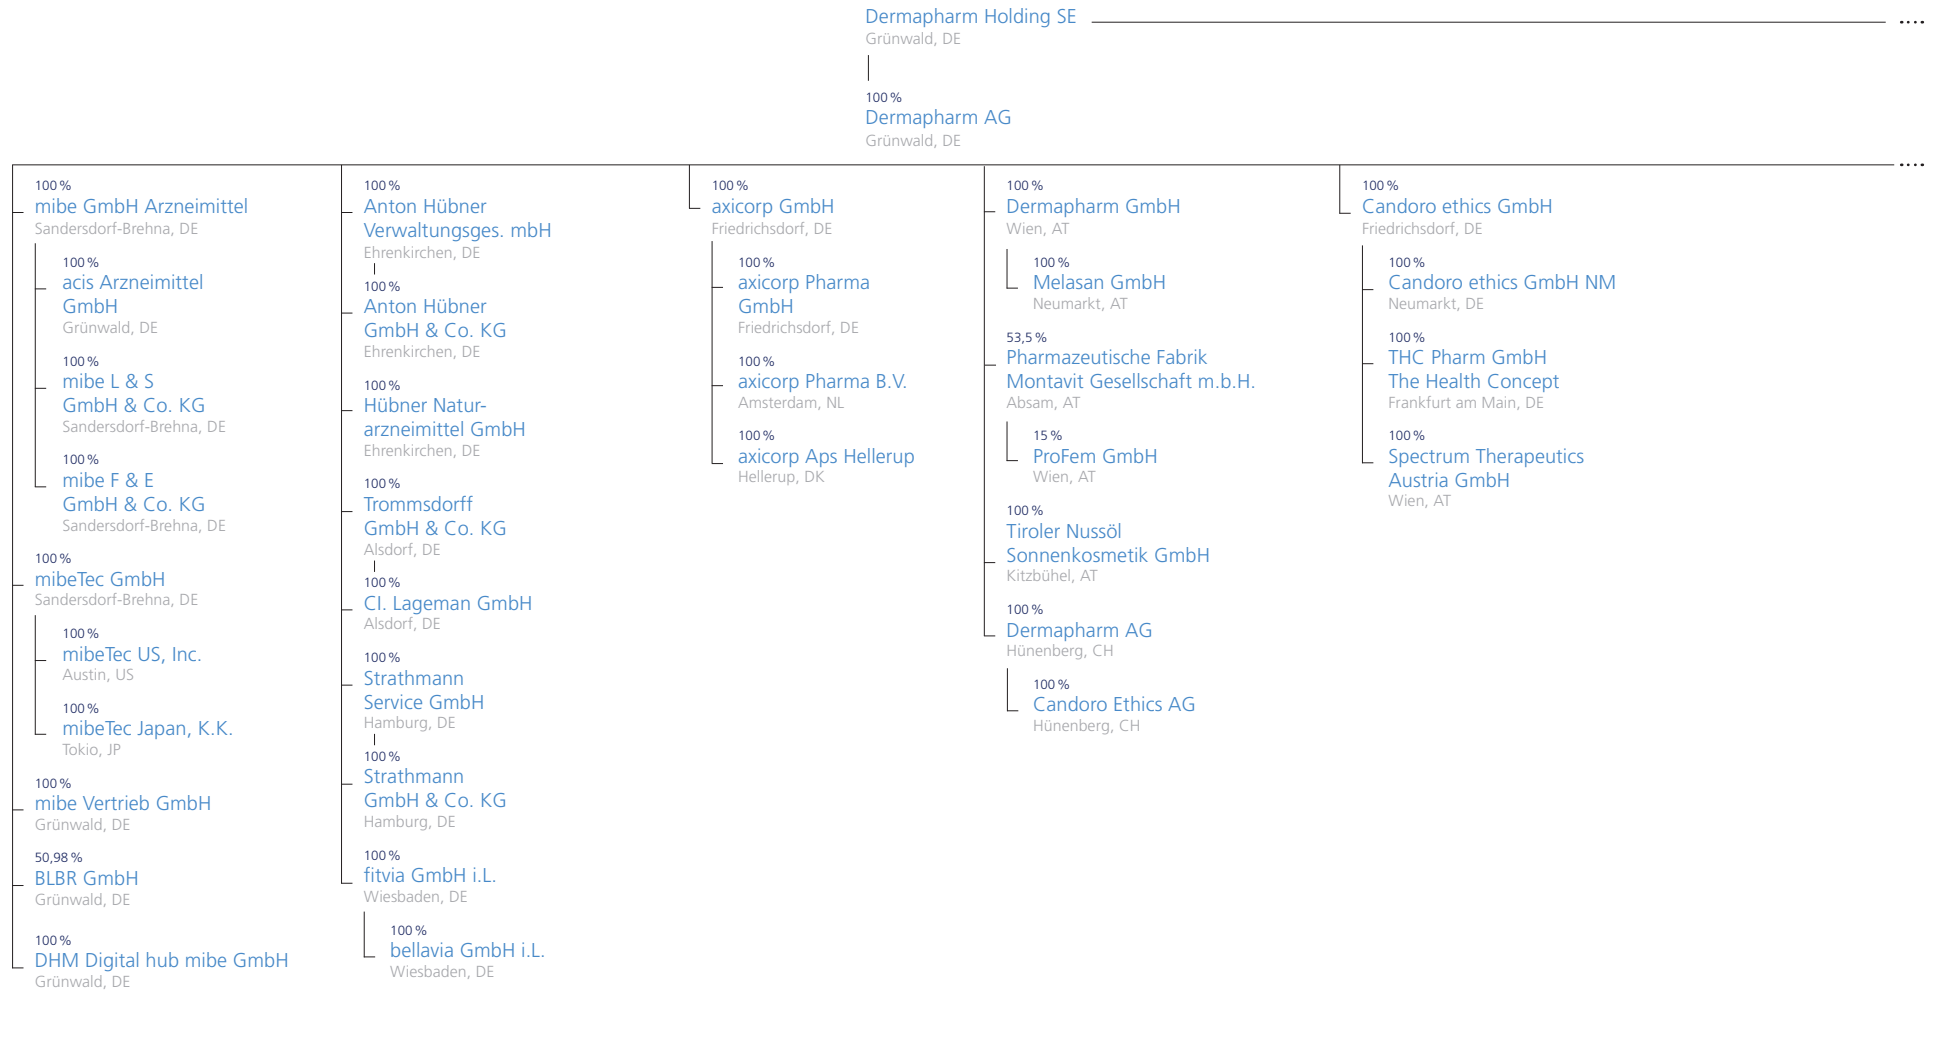 Dermapharm Holding SE
....
Grünwald, DE
100 %
Dermapharm AG
Grünwald, DE
....
100 %
mibe GmbH Arzneimittel
Sandersdorf-Brehna, DE
100 %
acis Arzneimittel
GmbH
Grünwald, DE
100 %
mibe L & S
GmbH & Co. KG
Sandersdorf-Brehna, DE
100 %
mibe F & E
GmbH & Co. KG
Sandersdorf-Brehna, DE
100 %
mibeTec GmbH
Sandersdorf-Brehna, DE
100 %
mibeTec US, Inc.
Austin, US
100 %
mibeTec Japan, K.K.
Tokio, JP
100 %
mibe Vertrieb GmbH
Grünwald, DE
50,98 %
BLBR GmbH
Grünwald, DE
100 %
DHM Digital hub mibe GmbH
Grünwald, DE
100 %
Anton Hübner
Verwaltungsges. mbH
Ehrenkirchen, DE
100 %
Anton Hübner
GmbH & Co. KG
Ehrenkirchen, DE
100 %
Hübner Natur-
arzneimittel GmbH
Ehrenkirchen, DE
100 %
Trommsdorff
GmbH & Co. KG
Alsdorf, DE
100 %
CI. Lageman GmbH
Alsdorf, DE
100 %
Strathmann
Service GmbH
Hamburg, DE
100 %
Strathmann
GmbH & Co. KG
Hamburg, DE
100 %
fitvia GmbH i.L.
Wiesbaden, DE
100 %
bellavia GmbH i.L.
Wiesbaden, DE
100 %
axicorp GmbH
Friedrichsdorf, DE
100 %
axicorp Pharma
GmbH
Friedrichsdorf, DE
100 %
axicorp Pharma B.V.
Amsterdam, NL
100 %
axicorp Aps Hellerup
Hellerup, DK
100 %
Dermapharm GmbH
Wien, AT
100 %
Melasan GmbH
Neumarkt, AT
53,5 %
Pharmazeutische Fabrik
Montavit Gesellschaft m.b.H.
Absam, AT
15 %
ProFem GmbH
Wien, AT
100 %
Tiroler Nussöl
Sonnenkosmetik GmbH
Kitzbühel, AT
100 %
Dermapharm AG
Hünenberg, CH
100 %
Candoro Ethics AG
Hünenberg, CH
100 %
Candoro ethics GmbH
Friedrichsdorf, DE
100 %
Candoro ethics GmbH NM
Neumarkt, DE
100 %
THC Pharm GmbH
The Health Concept
Frankfurt am Main, DE
100 %
Spectrum Therapeutics
Austria GmbH
Wien, AT